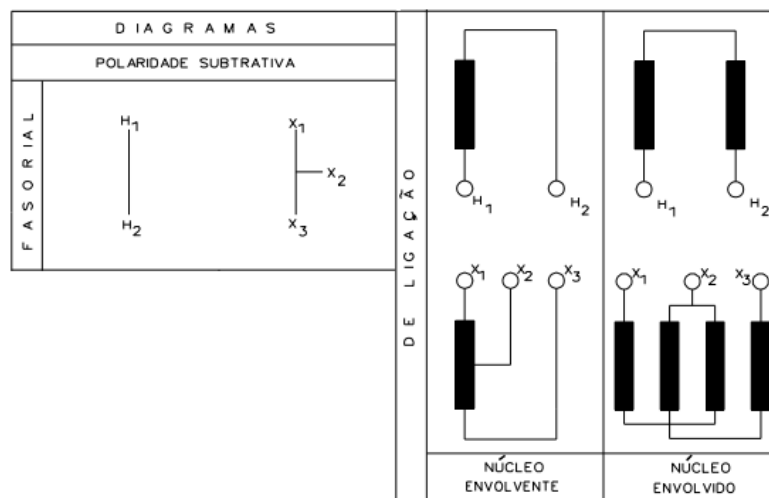 DIAGRAMAS
POLARIDADE SUBTRATIVA
FASORIAL
H1
H2
X1
X2
X3
DE LIGAÇÃO
H1
H2
X1
X2
X3
NÚCLEO
ENVOLVENTE
H1
H2
X1
X2
X3
NÚCLEO
ENVOLVIDO